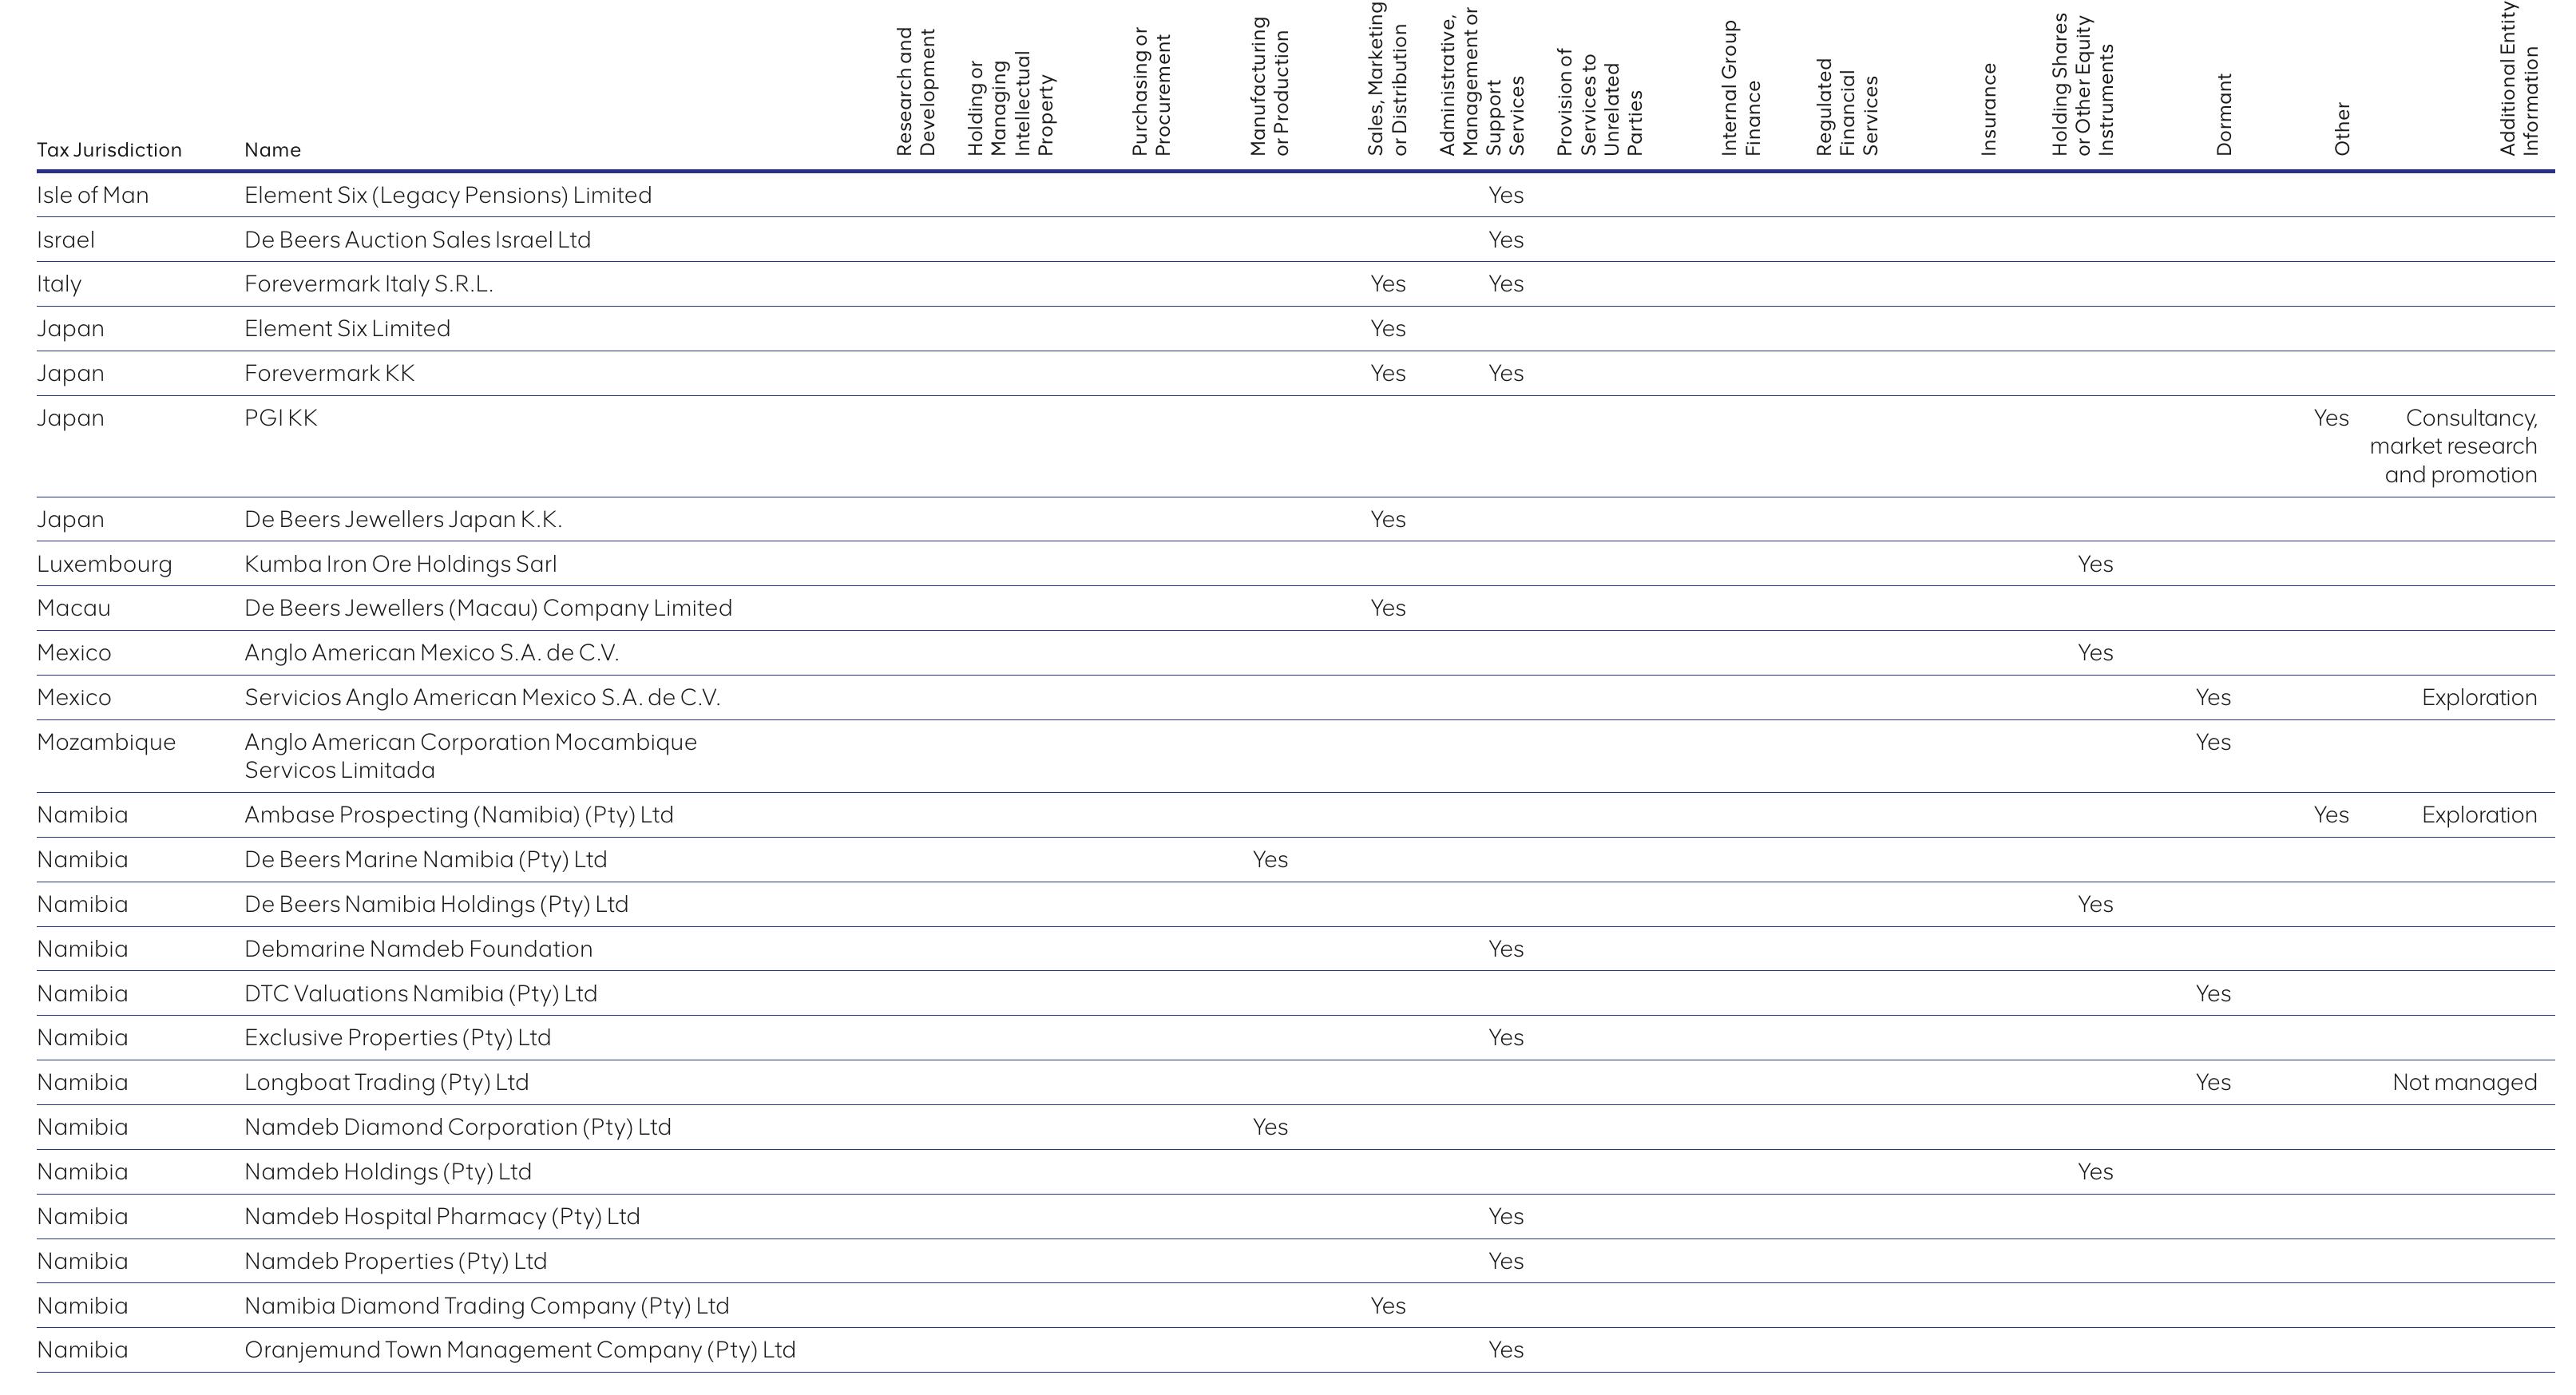 Tax Jurisdiction
Name
Research and
Development
Holding or
Managing
Intellectual
Property
Purchasing or
Procurement
Manufacturing
or Production
Sales, Marketing
or Distribution
Administrative,
Management or
Support
Services
Provision of
Services to
Unrelated
Parties
Internal Group
Finance
Regulated
Financial
Services
Insurance
Holding Shares
or Other Equity
Instruments
Dormant
Other
Additional Entity
Information
Isle of Man Element Six (Legacy Pensions) Limited Yes
Israel De Beers Auction Sales Israel Ltd Yes
Italy Forevermark Italy S.R.L. Yes Yes
Japan Element Six Limited Yes
Japan Forevermark KK Yes Yes
Japan PGI KK Yes Consultancy,
market research
and promotion
Japan De Beers Jewellers Japan K.K. Yes
Luxembourg Kumba Iron Ore Holdings Sarl Yes
Macau De Beers Jewellers (Macau) Company Limited Yes
Mexico Anglo American Mexico S.A. de C.V. Yes
Mexico Servicios Anglo American Mexico S.A. de C.V. Yes Exploration
Mozambique Anglo American Corporation Mocambique Yes
Servicos Limitada
Namibia Ambase Prospecting (Namibia) (Pty) Ltd Yes Exploration
Namibia De Beers Marine Namibia (Pty) Ltd Yes
Namibia De Beers Namibia Holdings (Pty) Ltd Yes
Namibia Debmarine Namdeb Foundation Yes
Namibia DTC Valuations Namibia (Pty) Ltd Yes
Namibia Exclusive Properties (Pty) Ltd Yes
Namibia Longboat Trading (Pty) Ltd Yes Not managed
Namibia Namdeb Diamond Corporation (Pty) Ltd Yes
Namibia Namdeb Holdings (Pty) Ltd Yes
Namibia Namdeb Hospital Pharmacy (Pty) Ltd Yes
Namibia Namdeb Properties (Pty) Ltd Yes
Namibia Namibia Diamond Trading Company (Pty) Ltd Yes
Namibia Oranjemund Town Management Company (Pty) Ltd Yes